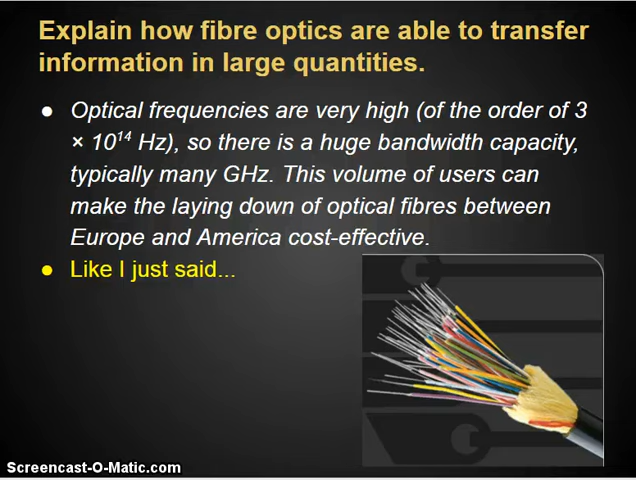 Explain how fibre optics are able to transfer
information in large quantities.
● Optical frequencies are very high (of the order of 3
× 10¹⁴ Hz), so there is a huge bandwidth capacity,
typically many GHz. This volume of users can
make the laying down of optical fibres between
Europe and America cost-effective.
● Like I just said...
Screencast-O-Matic.com